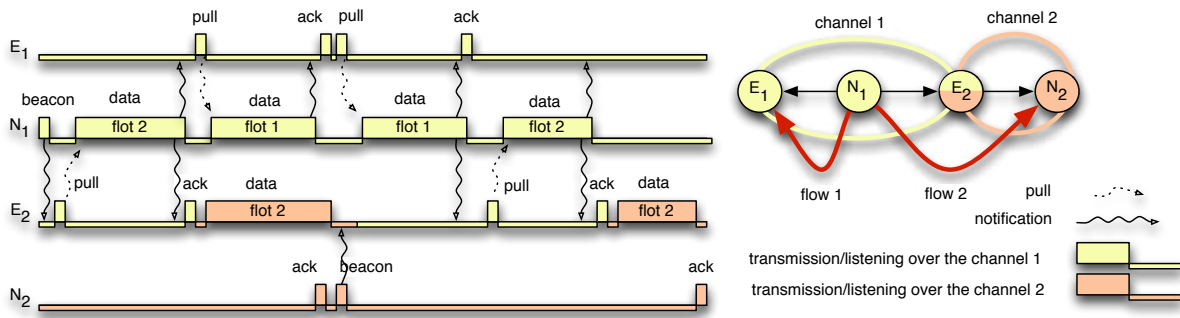 pull
ack
pull
ack
E1
beacon
data
data
data
data
N1
flot 2
flot 1
flot 1
flot 2
pull
ack
data
pull
ack
data
E2
flot 2
flot 2
ack
beacon
ack
N2
channel 1
channel 2
E1
N1
E2
N2
flow 1
flow 2
pull
notification
transmission/listening over the channel 1
transmission/listening over the channel 2